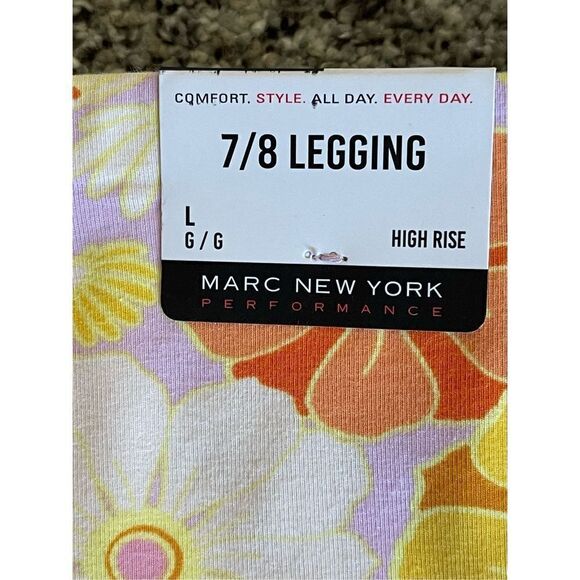 COMFORT. STYLE. ALL DAY. EVERY DAY.
7/8 LEGGING
L
G / G
HIGH RISE
MARC NEW YORK
PERFORMANCE